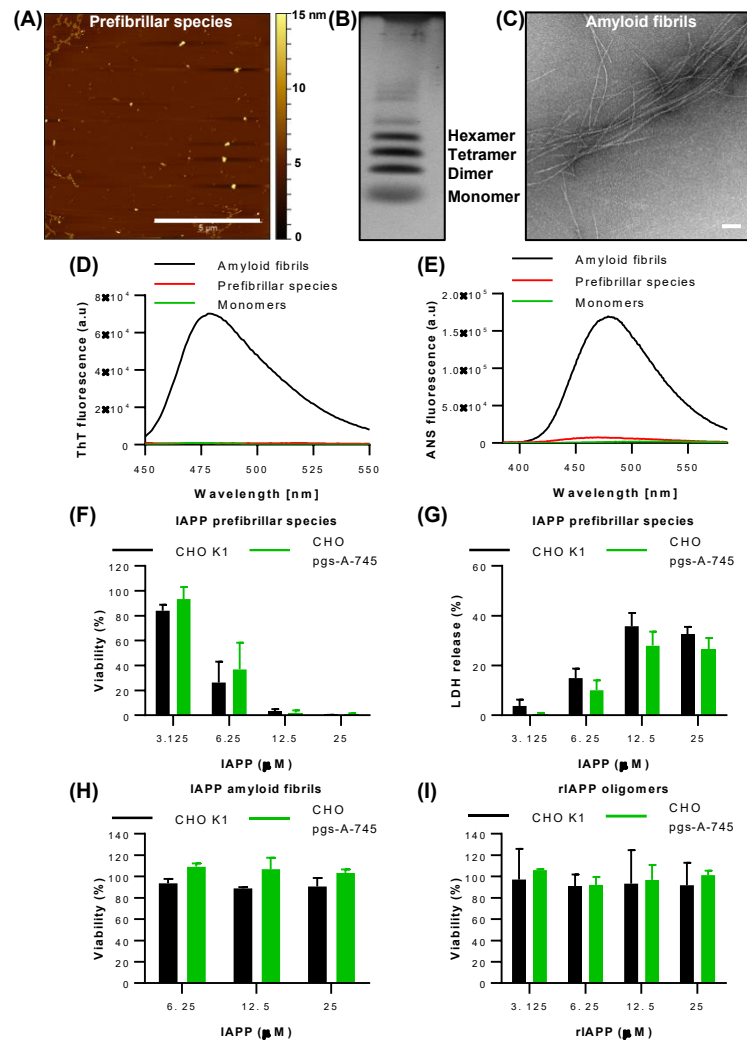 (A)
Prefibrillar species
15 nm
10
5
0
5 µm
(B)
Hexamer
Tetramer
Dimer
Monomer
(C)
Amyloid fibrils
(D)
Amyloid fibrils
Prefibrillar species
Monomers
ThT fluorescence (a.u)
8×10⁴
6×10⁴
4×10⁴
2×10⁴
0
450 475 500 525 550
Wavelength [nm]
(E)
Amyloid fibrils
Prefibrillar species
Monomers
ANS fluorescence (a.u)
2.0×10⁵
1.5×10⁵
1.0×10⁵
5.0×10⁴
0
400 450 500 550
Wavelength [nm]
(F)
IAPP prefibrillar species
CHO K1
CHO
pgs-A-745
Viability (%)
120
100
80
60
40
20
0
3.125 6.25 12.5 25
IAPP (µM)
(G)
IAPP prefibrillar species
CHO K1
CHO
pgs-A-745
LDH release (%)
60
40
20
0
3.125 6.25 12.5 25
IAPP (µM)
(H)
IAPP amyloid fibrils
CHO K1
CHO
pgs-A-745
Viability (%)
140
120
100
80
60
40
20
0
6.25 12.5 25
IAPP (µM)
(I)
rIAPP oligomers
CHO K1
CHO
pgs-A-745
Viability (%)
140
120
100
80
60
40
20
0
3.125 6.25 12.5 25
rIAPP (µM)